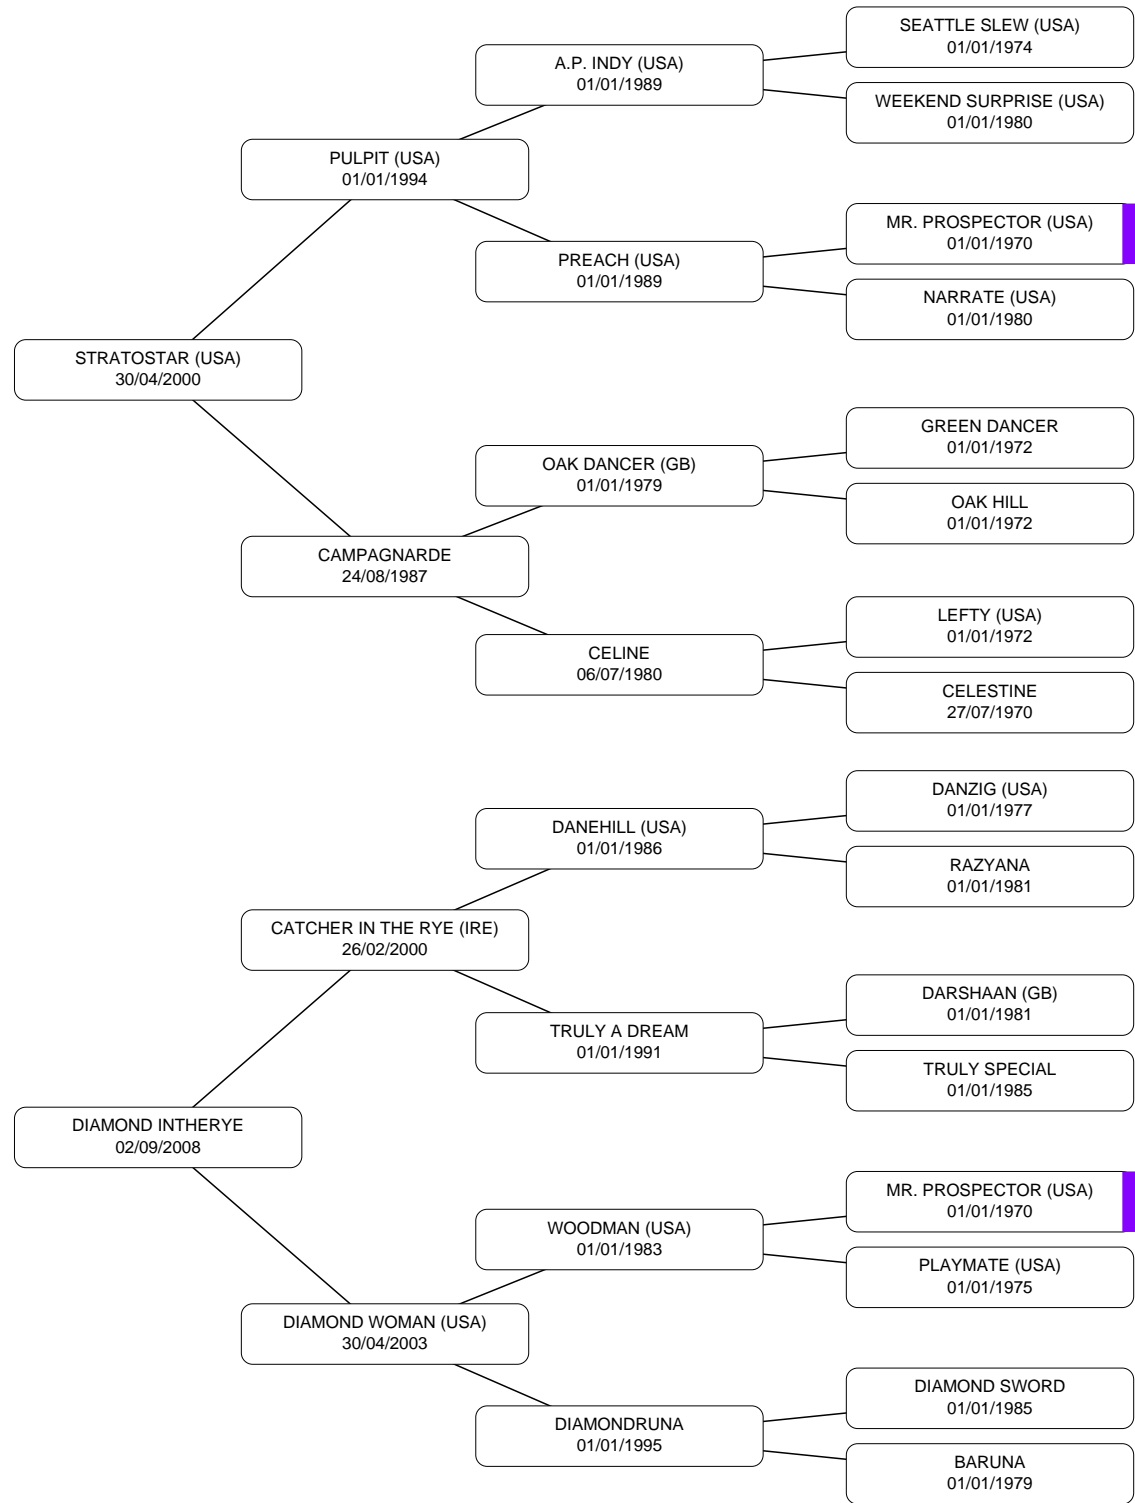 SEATTLE SLEW (USA)
01/01/1974
A.P. INDY (USA)
01/01/1989
WEEKEND SURPRISE (USA)
01/01/1980
PULPIT (USA)
01/01/1994
MR. PROSPECTOR (USA)
01/01/1970
PREACH (USA)
01/01/1989
NARRATE (USA)
01/01/1980
STRATOSTAR (USA)
30/04/2000
GREEN DANCER
01/01/1972
OAK DANCER (GB)
01/01/1979
OAK HILL
01/01/1972
CAMPAGNARDE
24/08/1987
LEFTY (USA)
01/01/1972
CELINE
06/07/1980
CELESTINE
27/07/1970
DANZIG (USA)
01/01/1977
DANEHILL (USA)
01/01/1986
RAZYANA
01/01/1981
CATCHER IN THE RYE (IRE)
26/02/2000
DARSHAAN (GB)
01/01/1981
TRULY A DREAM
01/01/1991
TRULY SPECIAL
01/01/1985
DIAMOND INTHERYE
02/09/2008
MR. PROSPECTOR (USA)
01/01/1970
WOODMAN (USA)
01/01/1983
PLAYMATE (USA)
01/01/1975
DIAMOND WOMAN (USA)
30/04/2003
DIAMOND SWORD
01/01/1985
DIAMONDRUNA
01/01/1995
BARUNA
01/01/1979